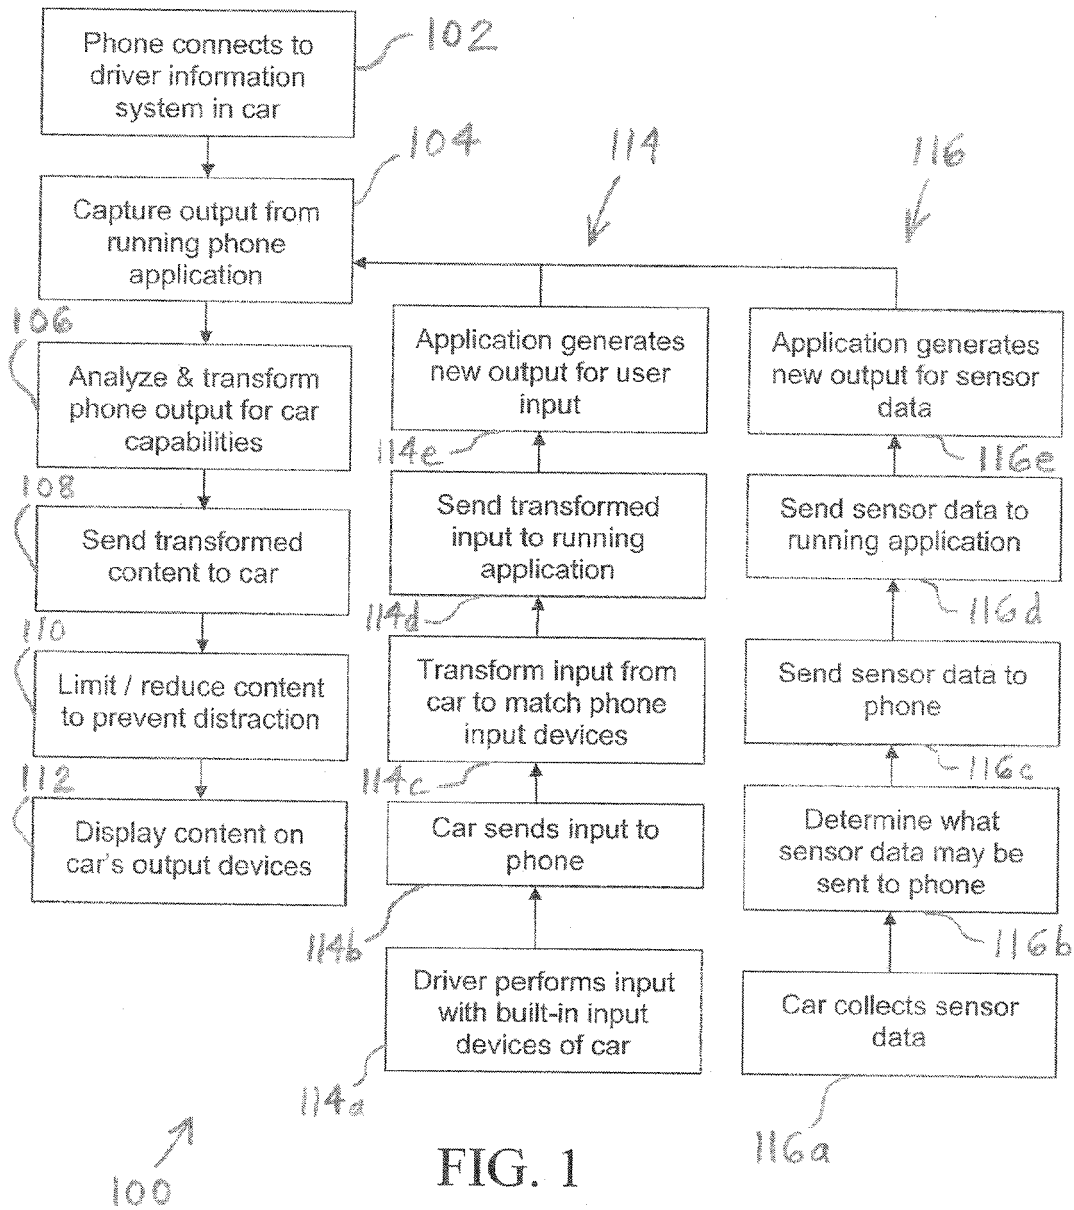 Phone connects to
driver information
system in car
102
104
Capture output from
running phone
application
106
Analyze & transform
phone output for car
capabilities
108
Send transformed
content to car
110
Limit / reduce content
to prevent distraction
112
Display content on
car's output devices
114
Application generates
new output for user
input
114e
Send transformed
input to running
application
114d
Transform input from
car to match phone
input devices
114c
Car sends input to
phone
114b
Driver performs input
with built-in input
devices of car
114a
116
Application generates
new output for sensor
data
116e
Send sensor data to
running application
116d
Send sensor data to
phone
116c
Determine what
sensor data may be
sent to phone
116b
Car collects sensor
data
116a
100
FIG. 1